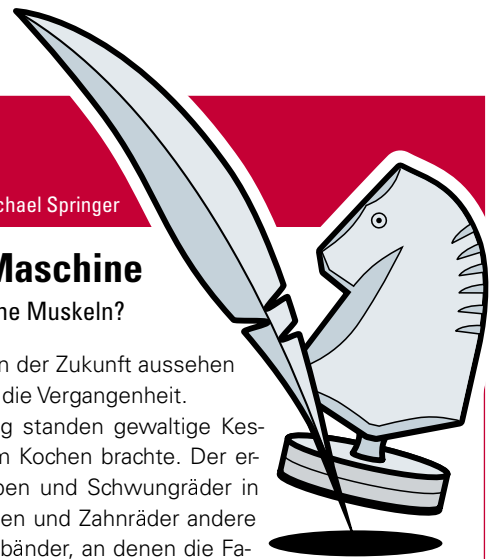 chael Springer
Maschine
ne Muskeln?
n der Zukunft aussehen
die Vergangenheit.
g standen gewaltige Kes-
m Kochen brachte. Der er-
ben und Schwungräder in
en und Zahnräder andere
bänder, an denen die Fa-